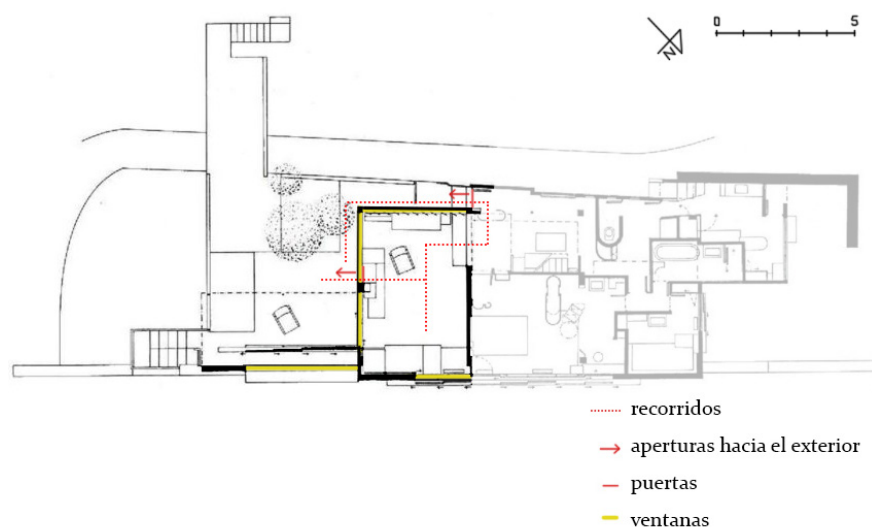 N
0 5
recorridos
aperturas hacia el exterior
puertas
ventanas